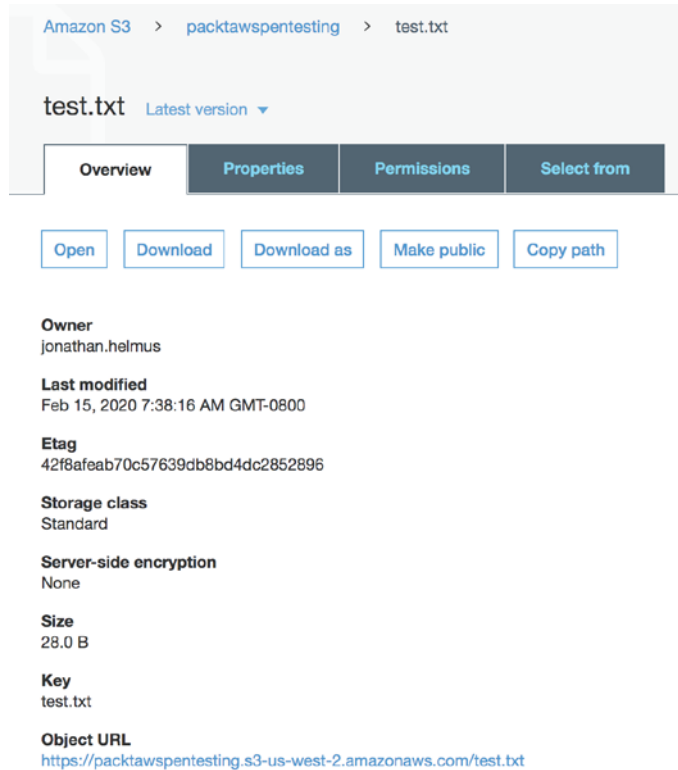 Amazon S3 > packtawspentesting > test.txt
test.txt Latest version
Overview Properties Permissions Select from
Open Download Download as Make public Copy path
Owner
jonathan.helmus
Last modified
Feb 15, 2020 7:38:16 AM GMT-0800
Etag
42f8afeab70c57639db8bd4dc2852896
Storage class
Standard
Server-side encryption
None
Size
28.0 B
Key
test.txt
Object URL
https://packtawspentesting.s3-us-west-2.amazonaws.com/test.txt